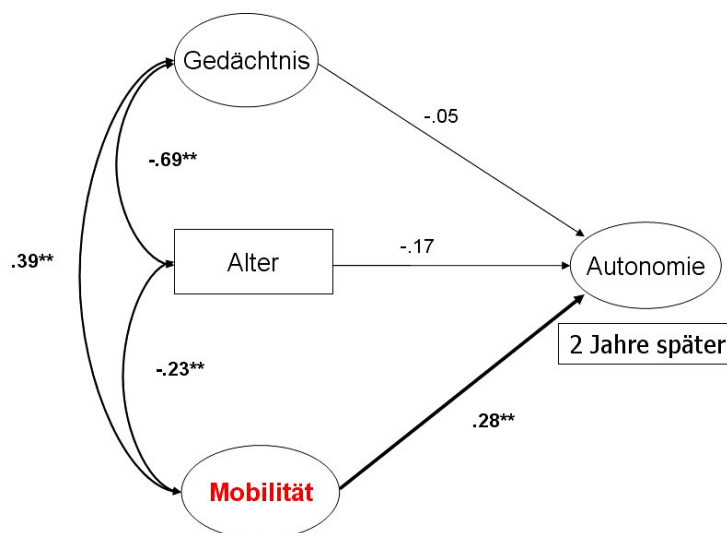 Gedächtnis
-.05
-.69**
.39**
Alter
-.17
Autonomie
2 Jahre später
-.23**
.28**
Mobilität